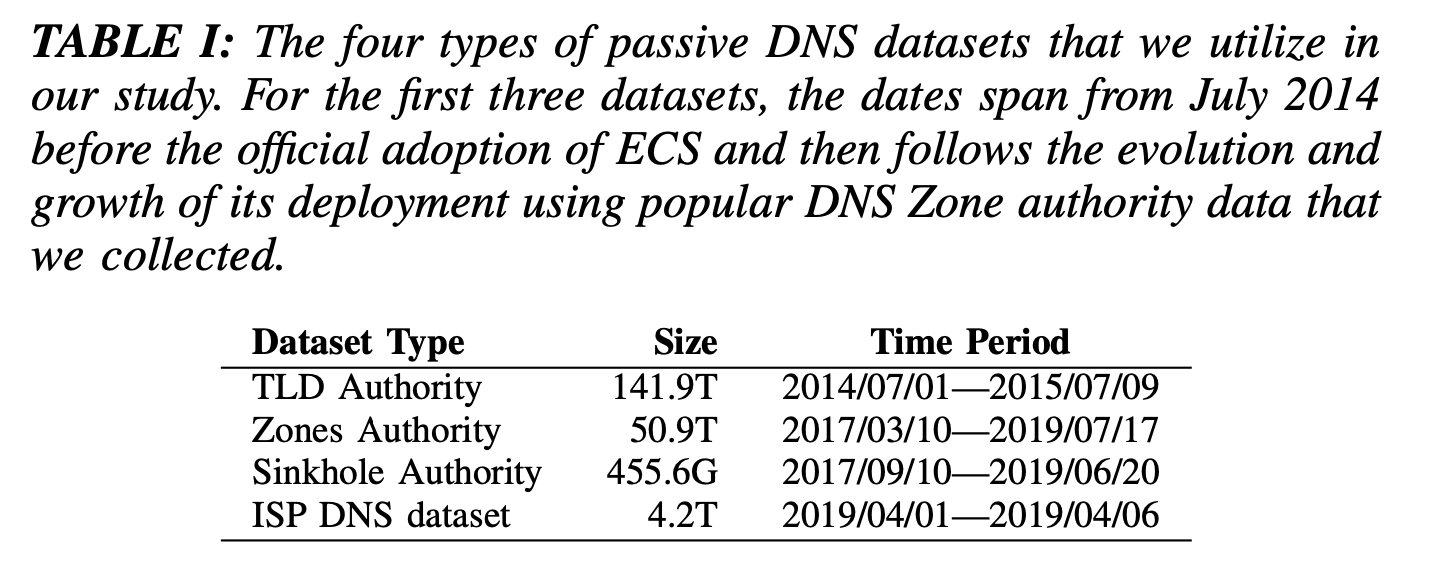 TABLE I: The four types of passive DNS datasets that we utilize in
our study. For the first three datasets, the dates span from July 2014
before the official adoption of ECS and then follows the evolution and
growth of its deployment using popular DNS Zone authority data that
we collected.
Dataset Type Size Time Period
TLD Authority 141.9T 2014/07/01—2015/07/09
Zones Authority 50.9T 2017/03/10—2019/07/17
Sinkhole Authority 455.6G 2017/09/10—2019/06/20
ISP DNS dataset 4.2T 2019/04/01—2019/04/06